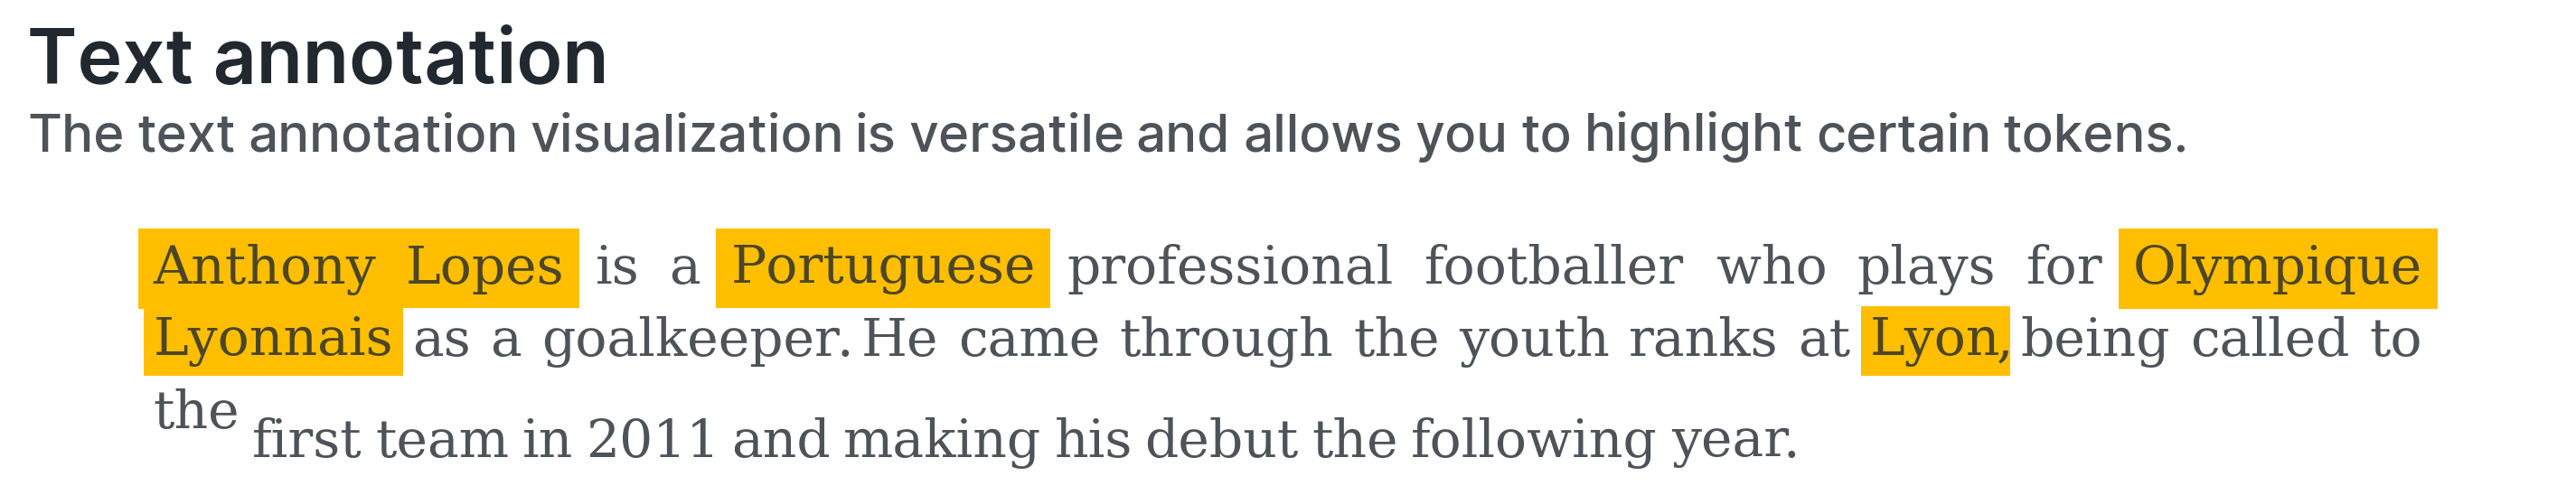 Text annotation
The text annotation visualization is versatile and allows you to highlight certain tokens.
Anthony Lopes is a Portuguese professional footballer who plays for Olympique
Lyonnais as a goalkeeper. He came through the youth ranks at Lyon, being called to
the first team in 2011 and making his debut the following year.